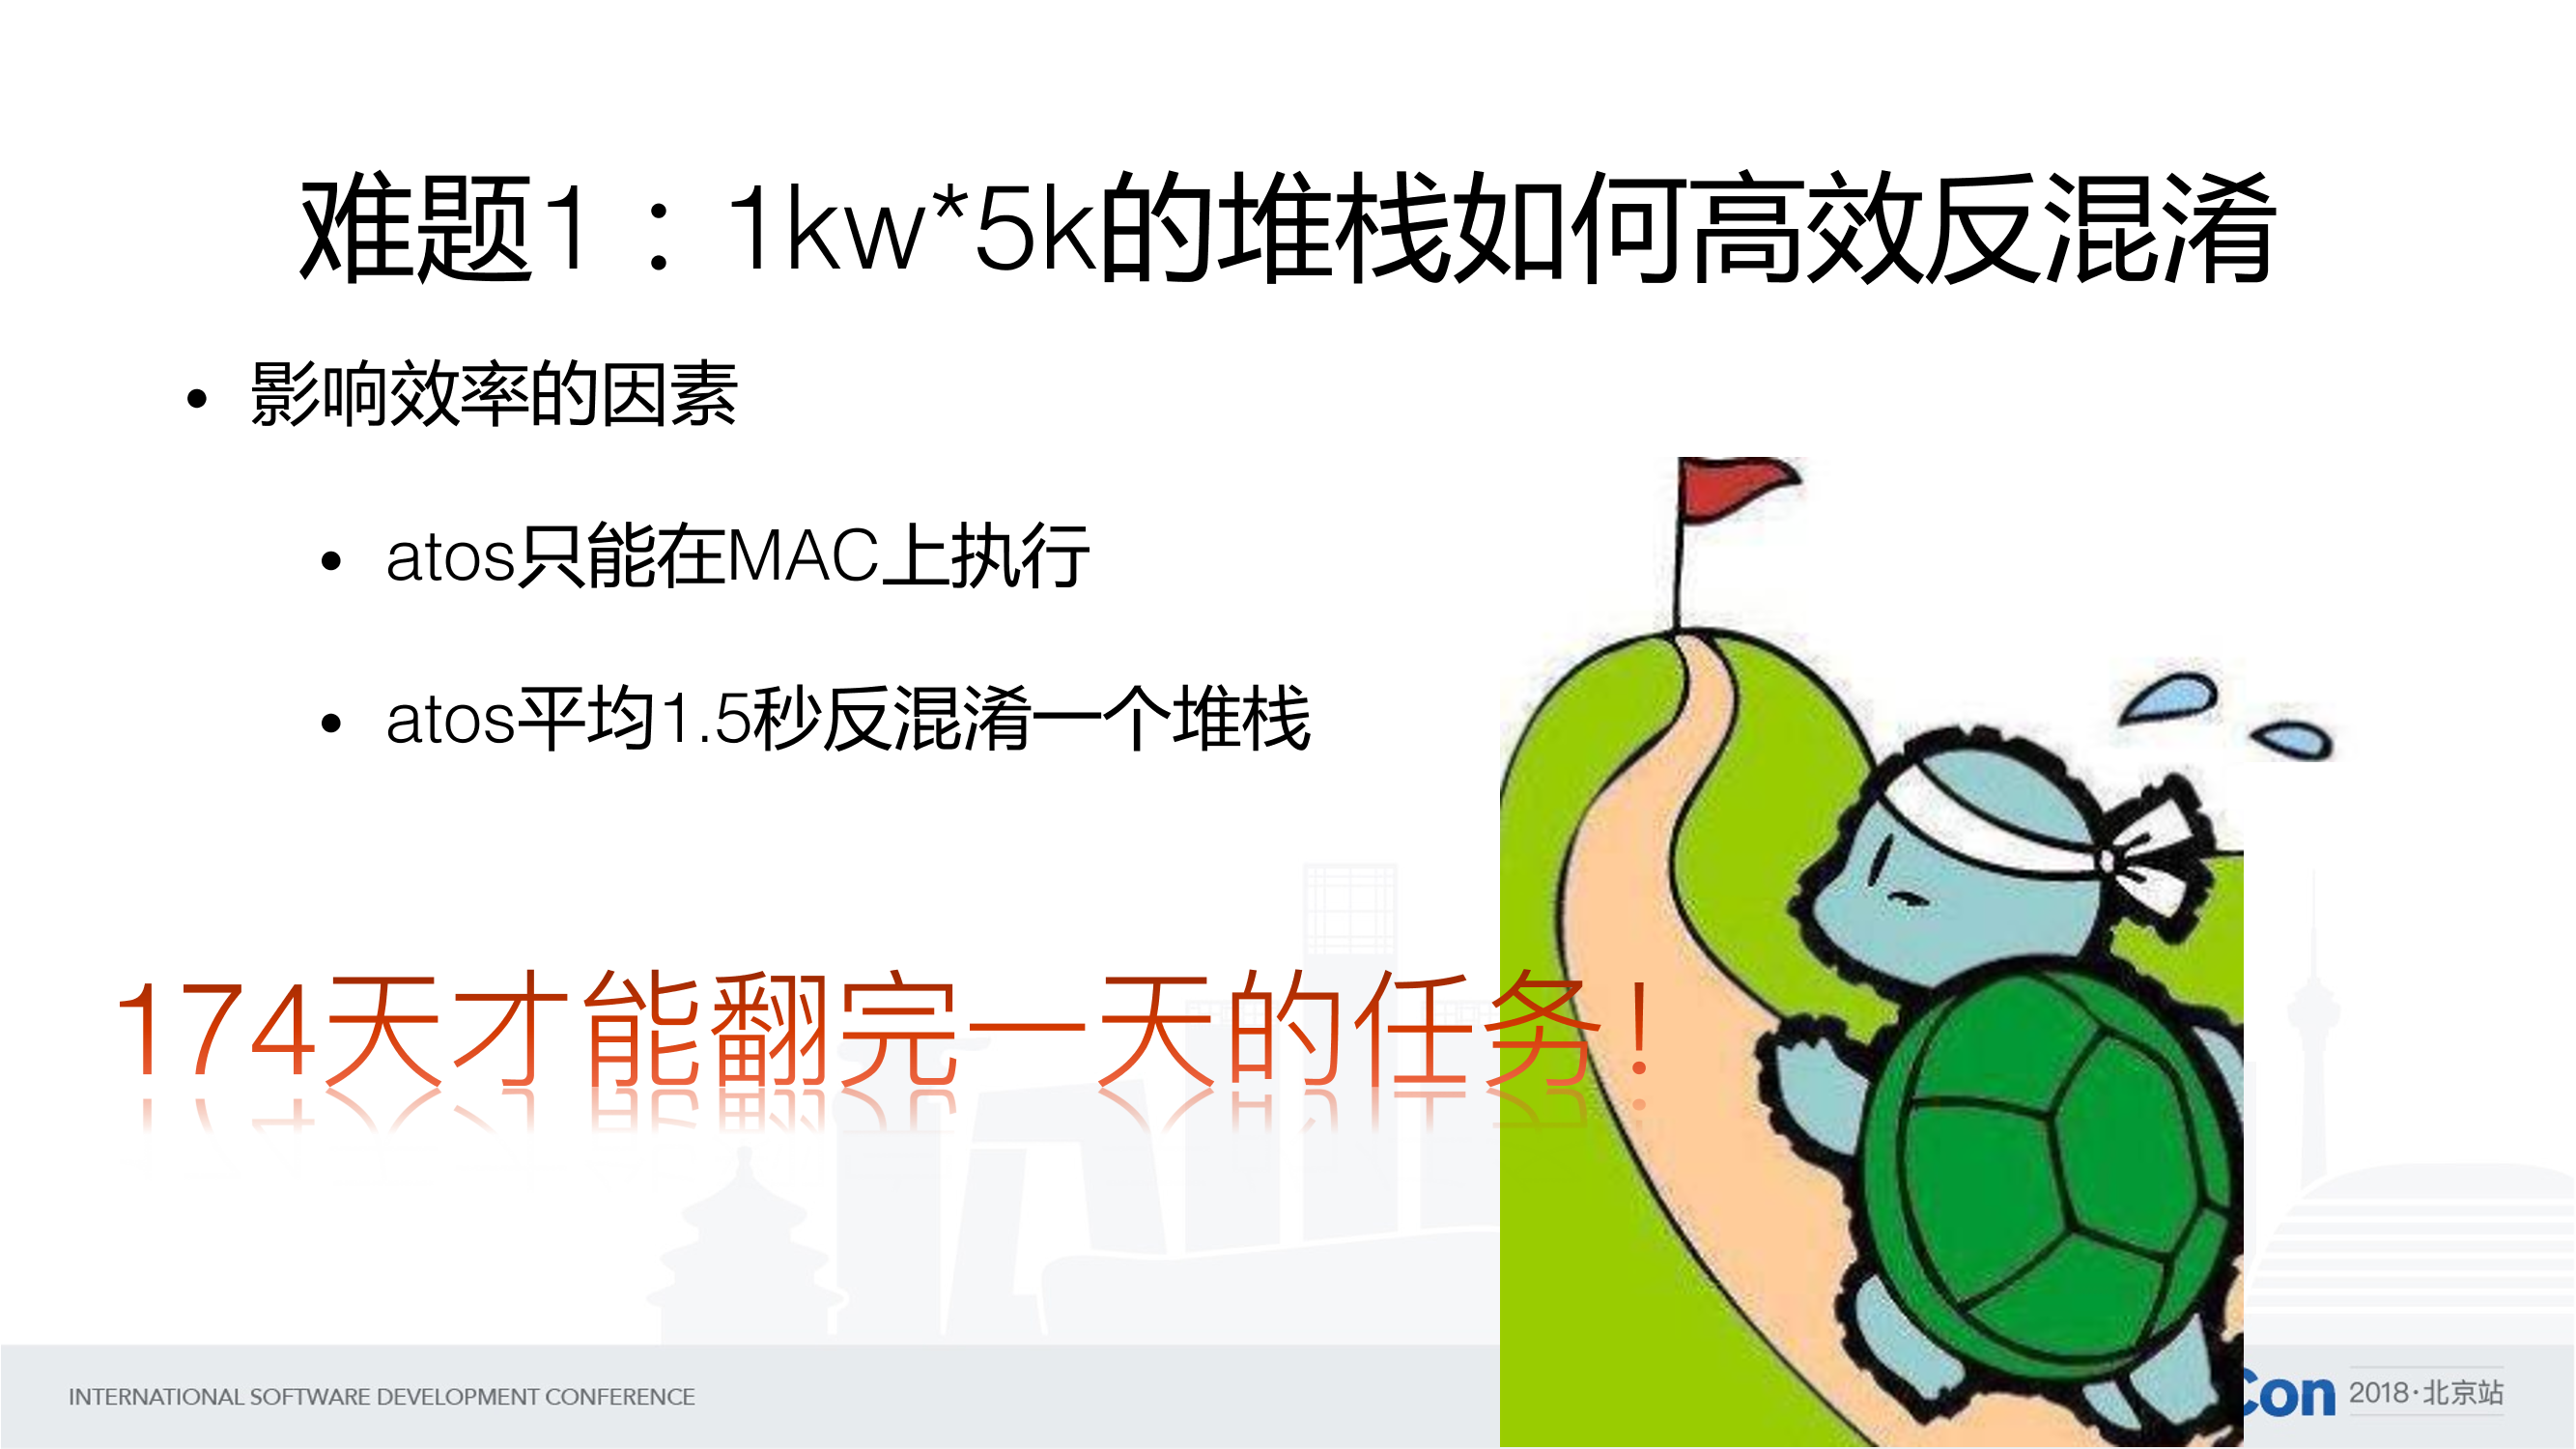 难题1：1kw*5k的堆栈如何高效反混淆
• 影响效率的因素
• atos只能在MAC上执行
• atos平均1.5秒反混淆一个堆栈
174天才能翻完一天的任务！
INTERNATIONAL SOFTWARE DEVELOPMENT CONFERENCE
Con 2018·北京站